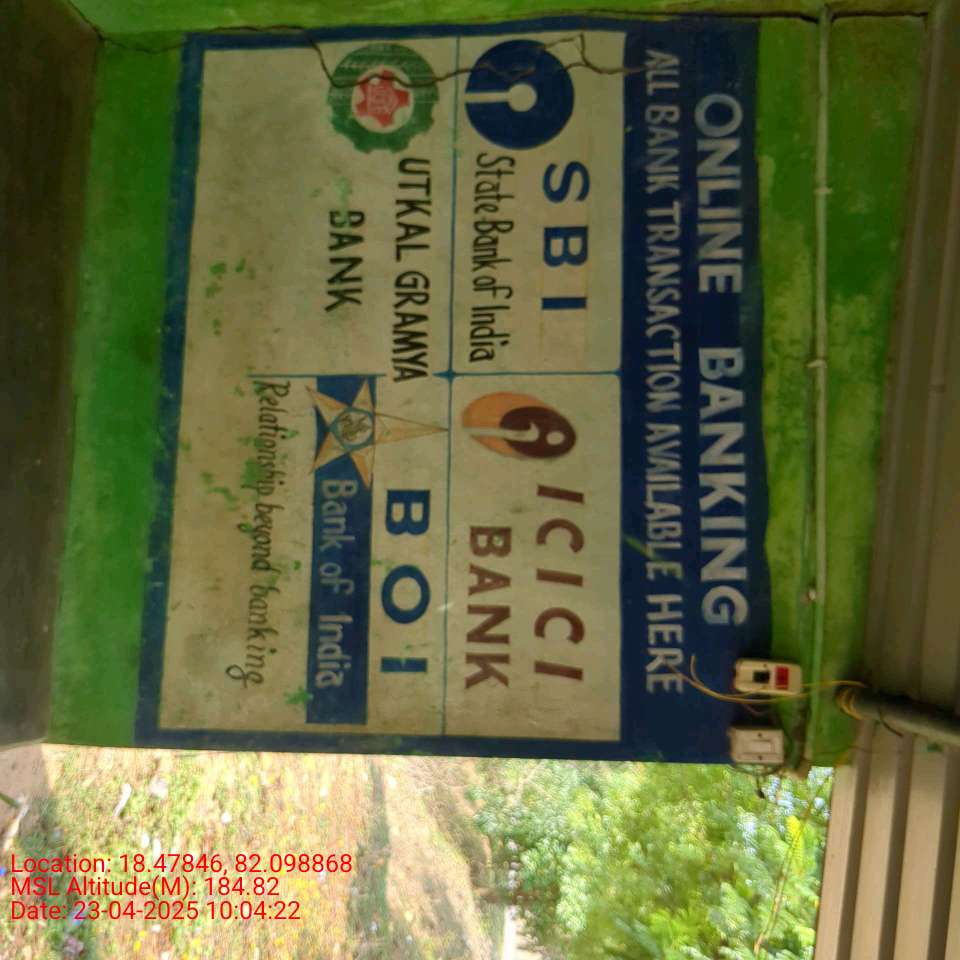 ONLINE BANKING
ALL BANK TRANSACTION AVAILABLE HERE
SBI
State Bank of India
ICICI
BANK
UTKAL GRAMYA
BANK
BOI
Bank of India
Relationship beyond banking
Location: 18.47846, 82.098868
MSL Altitude(M): 184.82
Date: 23-04-2025 10:04:22